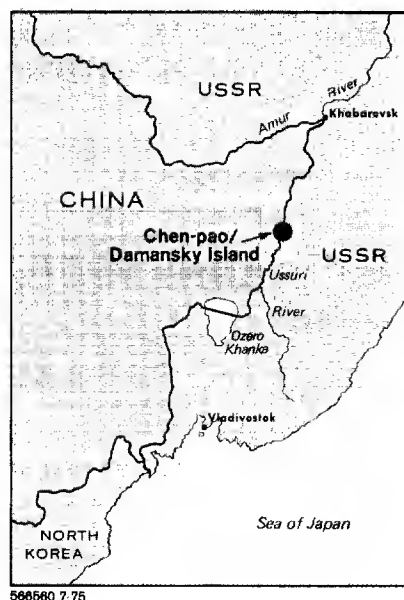 USSR
Amur
River
Khabarovsk
CHINA
Chen-pao/
Damansky Island
USSR
Ussuri
River
Ozero
Khanka
Vladivostok
NORTH
KOREA
Sea of Japan
566560 7-75